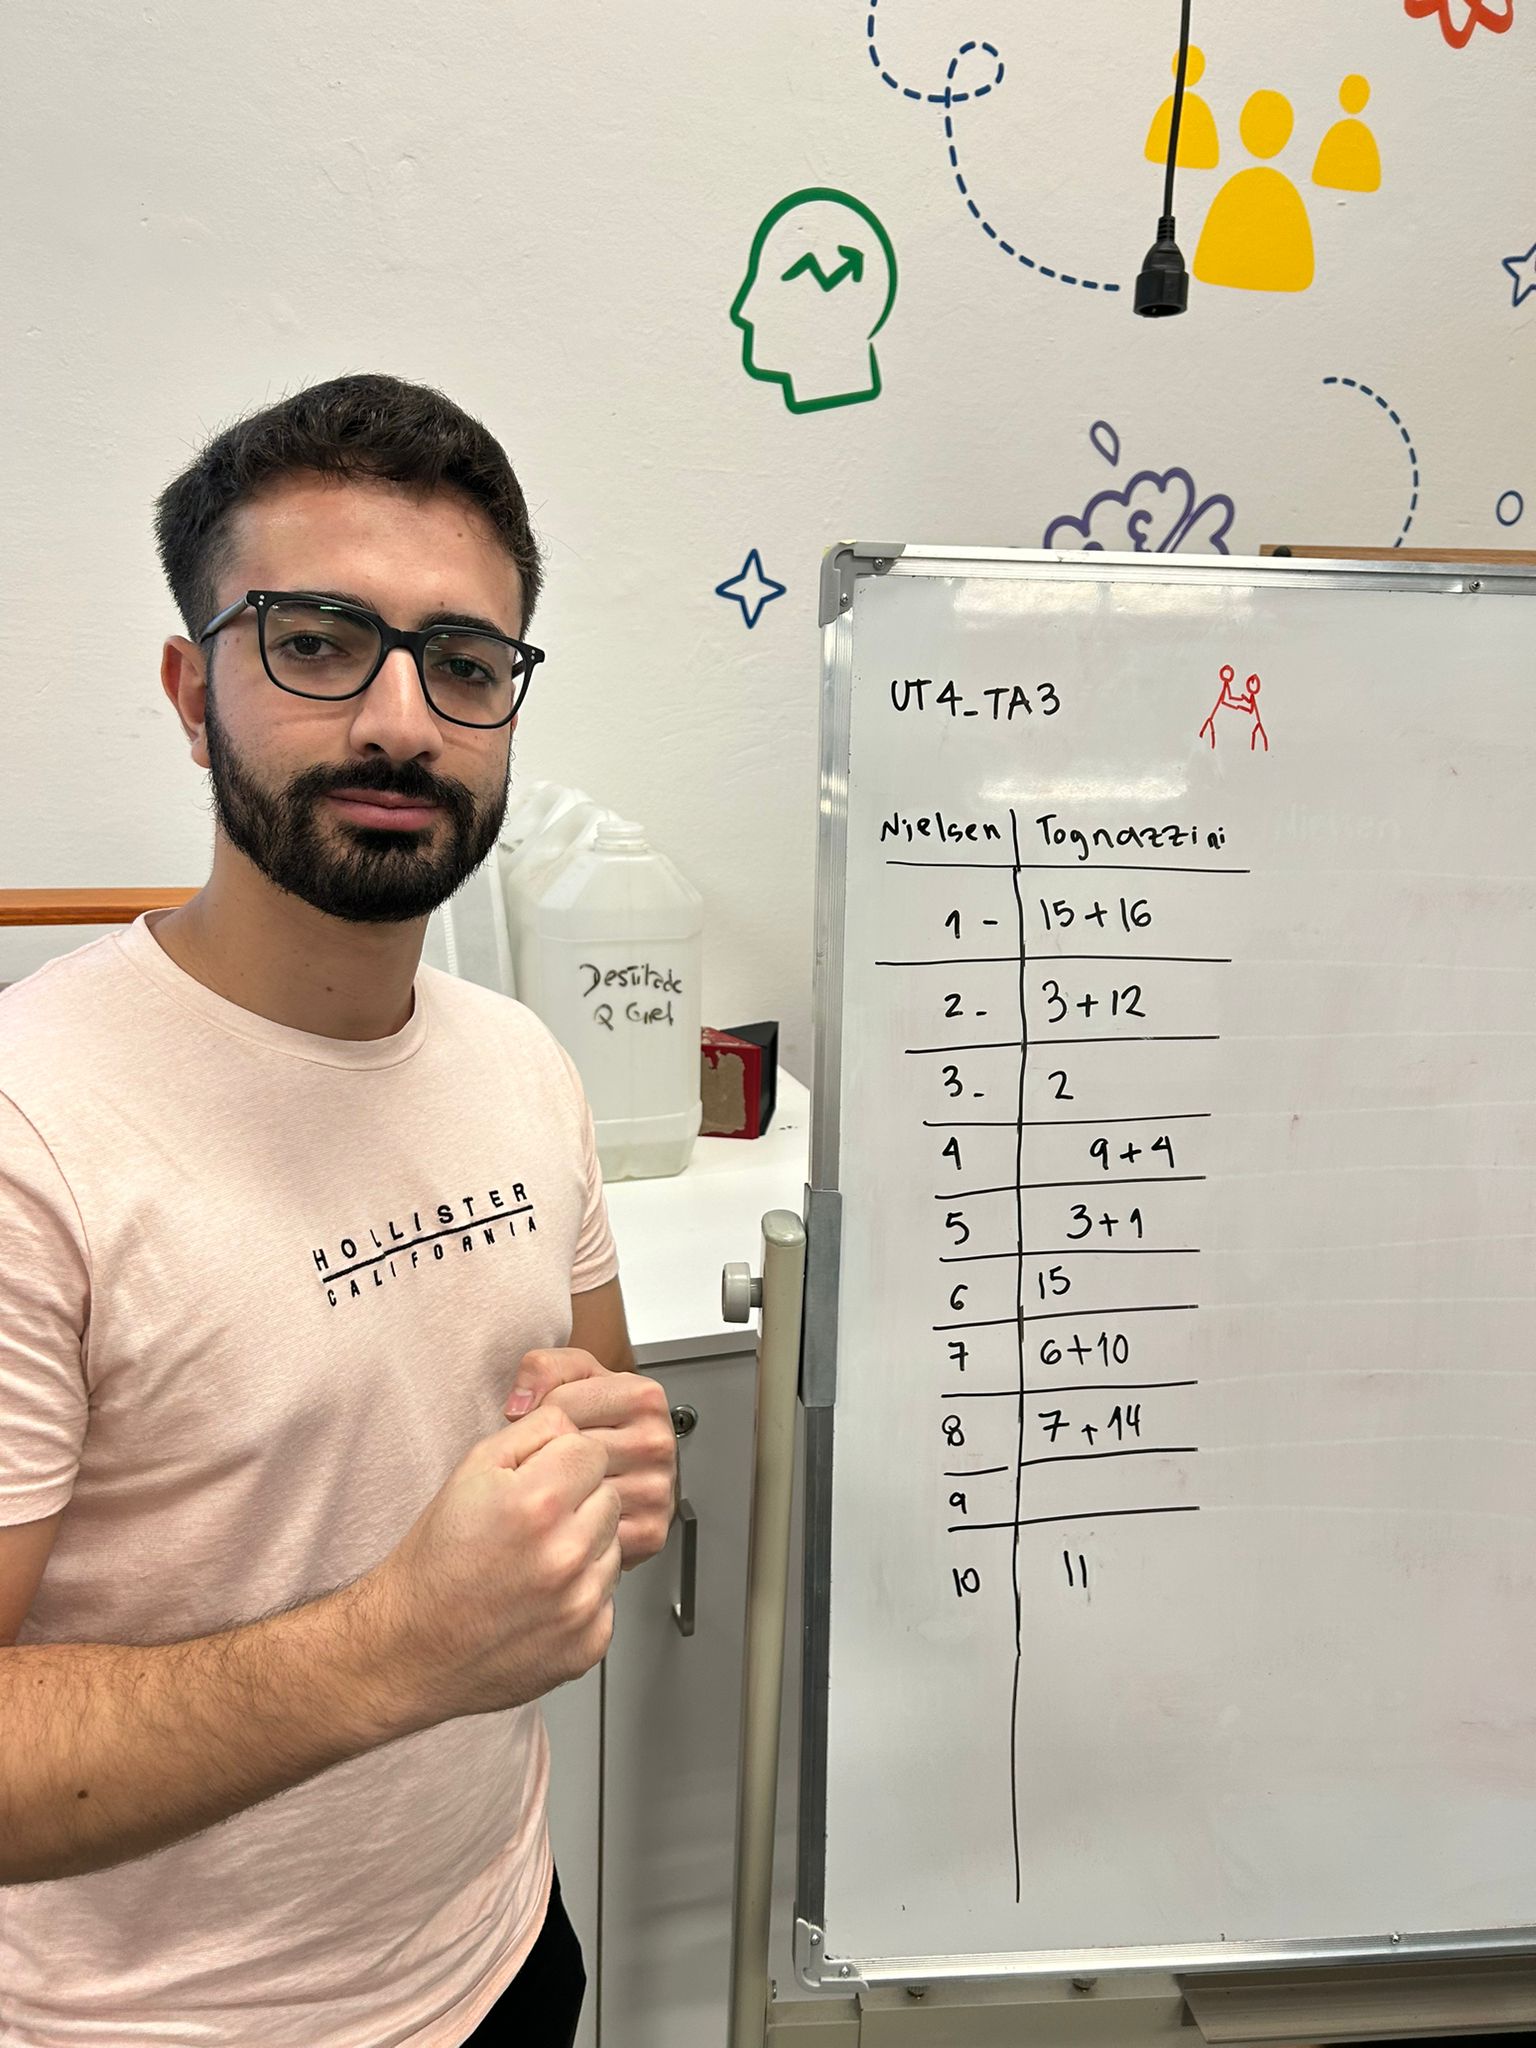 UT4_TA3
Nielsen Tognazzini
1 - 15 + 16
2 - 3 + 12
3 - 2
4 9 + 4
5 3 + 1
6 15
7 6 + 10
8 7 + 14
9
10 11
HOLLISTER
CALIFORNIA